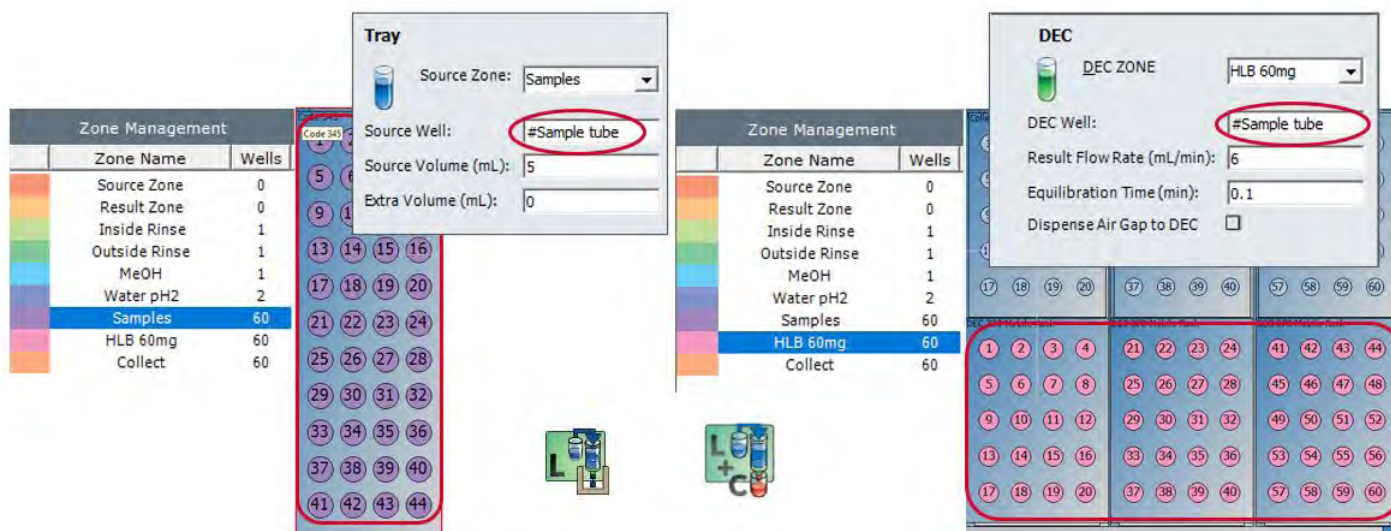 Tray
Source Zone: Samples
Source Well: #Sample tube
Source Volume (mL): 5
Extra Volume (mL): 0
Zone Management
Zone Name Wells
Source Zone 0
Result Zone 0
Inside Rinse 1
Outside Rinse 1
MeOH 1
Water pH2 2
Samples 60
HLB 60mg 60
Collect 60
Code 345
5
9
13 14 15 16
17 18 19 20
21 22 23 24
25 26 27 28
29 30 31 32
33 34 35 36
37 38 39 40
41 42 43 44
L
L
+
C
Zone Management
Zone Name Wells
Source Zone 0
Result Zone 0
Inside Rinse 1
Outside Rinse 1
MeOH 1
Water pH2 2
Samples 60
HLB 60mg 60
Collect 60
DEC
DEC ZONE HLB 60mg
DEC Well: #Sample tube
Result Flow Rate (mL/min): 6
Equilibration Time (min): 0.1
Dispense Air Gap to DEC
17 18 19 20 37 38 39 40 57 58 59 60
1 2 3 4 21 22 23 24 41 42 43 44
5 6 7 8 25 26 27 28 45 46 47 48
9 10 11 12 29 30 31 32 49 50 51 52
13 14 15 16 33 34 35 36 53 54 55 56
17 18 19 20 37 38 39 40 57 58 59 60